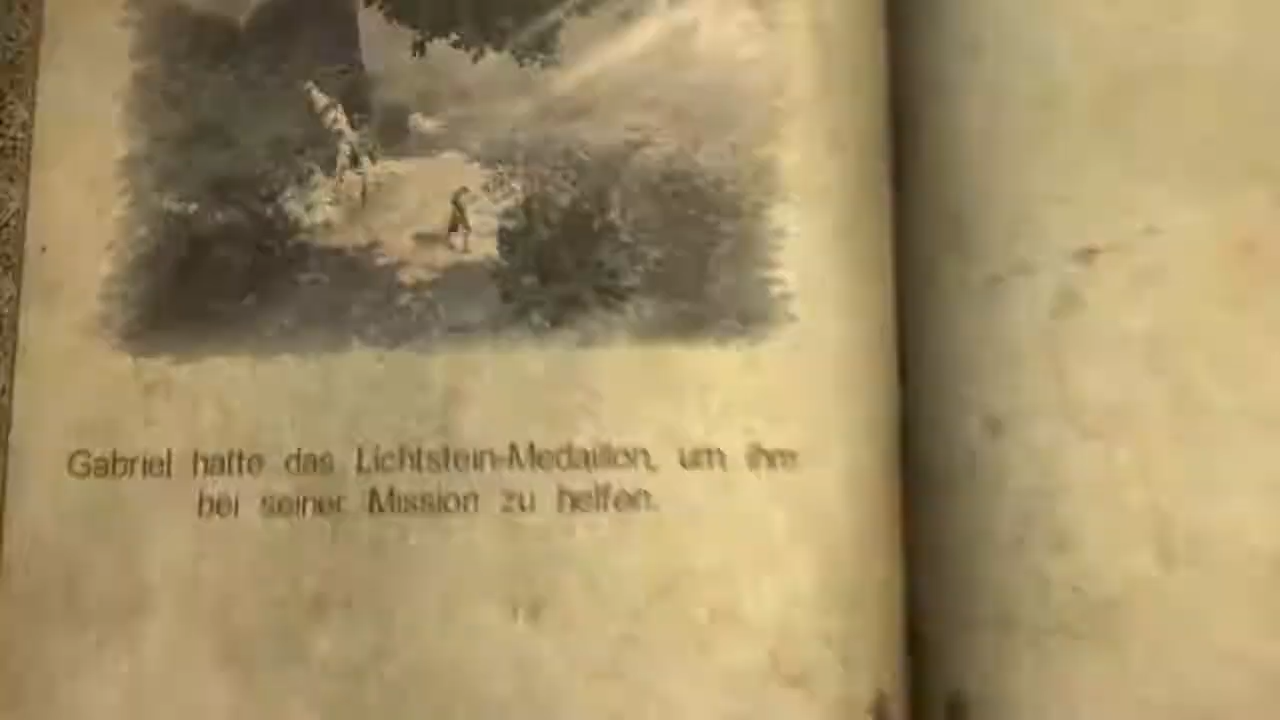 Gabriel hatte das Lichtstein-Medaillon, um ihm
bei seiner Mission zu helfen.